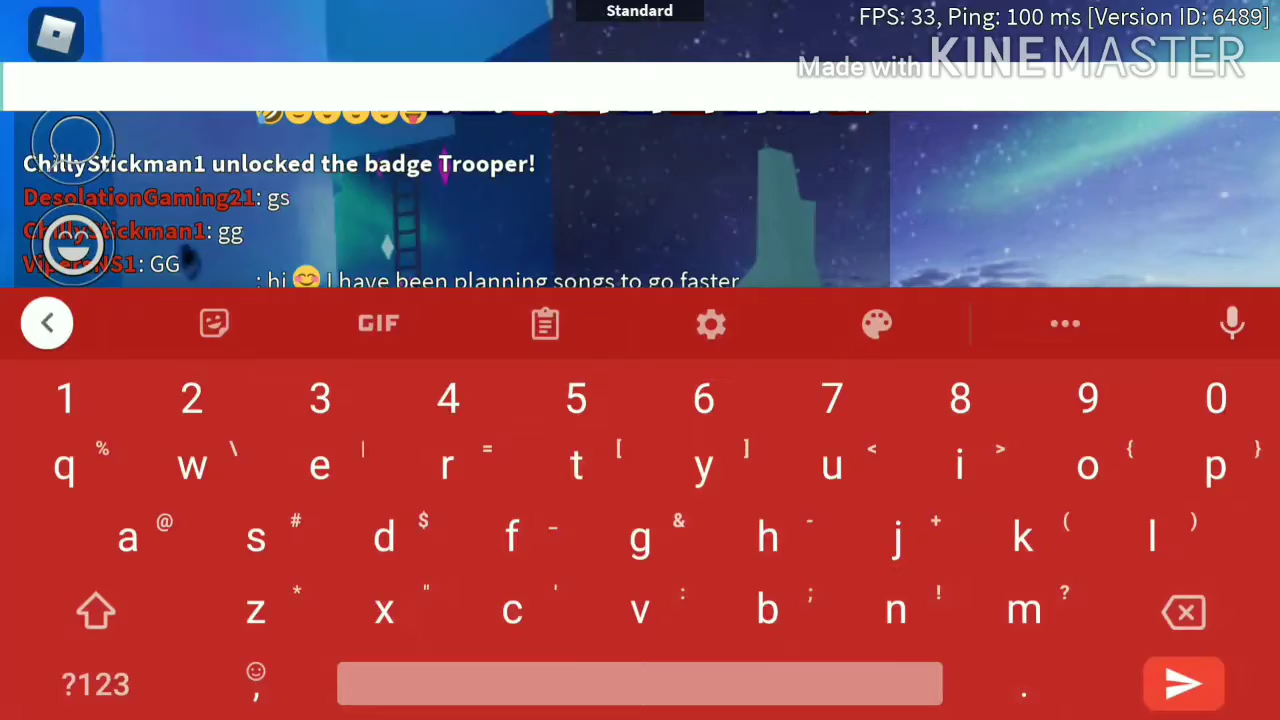 Standard
FPS: 33, Ping: 100 ms [Version ID: 6489]
Made with KINEMASTER
ChillyStickman1 unlocked the badge Trooper!
DesolationGaming21: gs
ChillyStickman1: gg
ViperaNS1: GG
: hi 😊 I have been planning songs to go faster
GIF
1 2 3 4 5 6 7 8 9 0
q % w \ e | r = t [ y ] u < i > o { p }
a @ s # d $ f _ g & h - j + k ( l )
z * x " c ' v : b ; n ! m ?
?123 , .